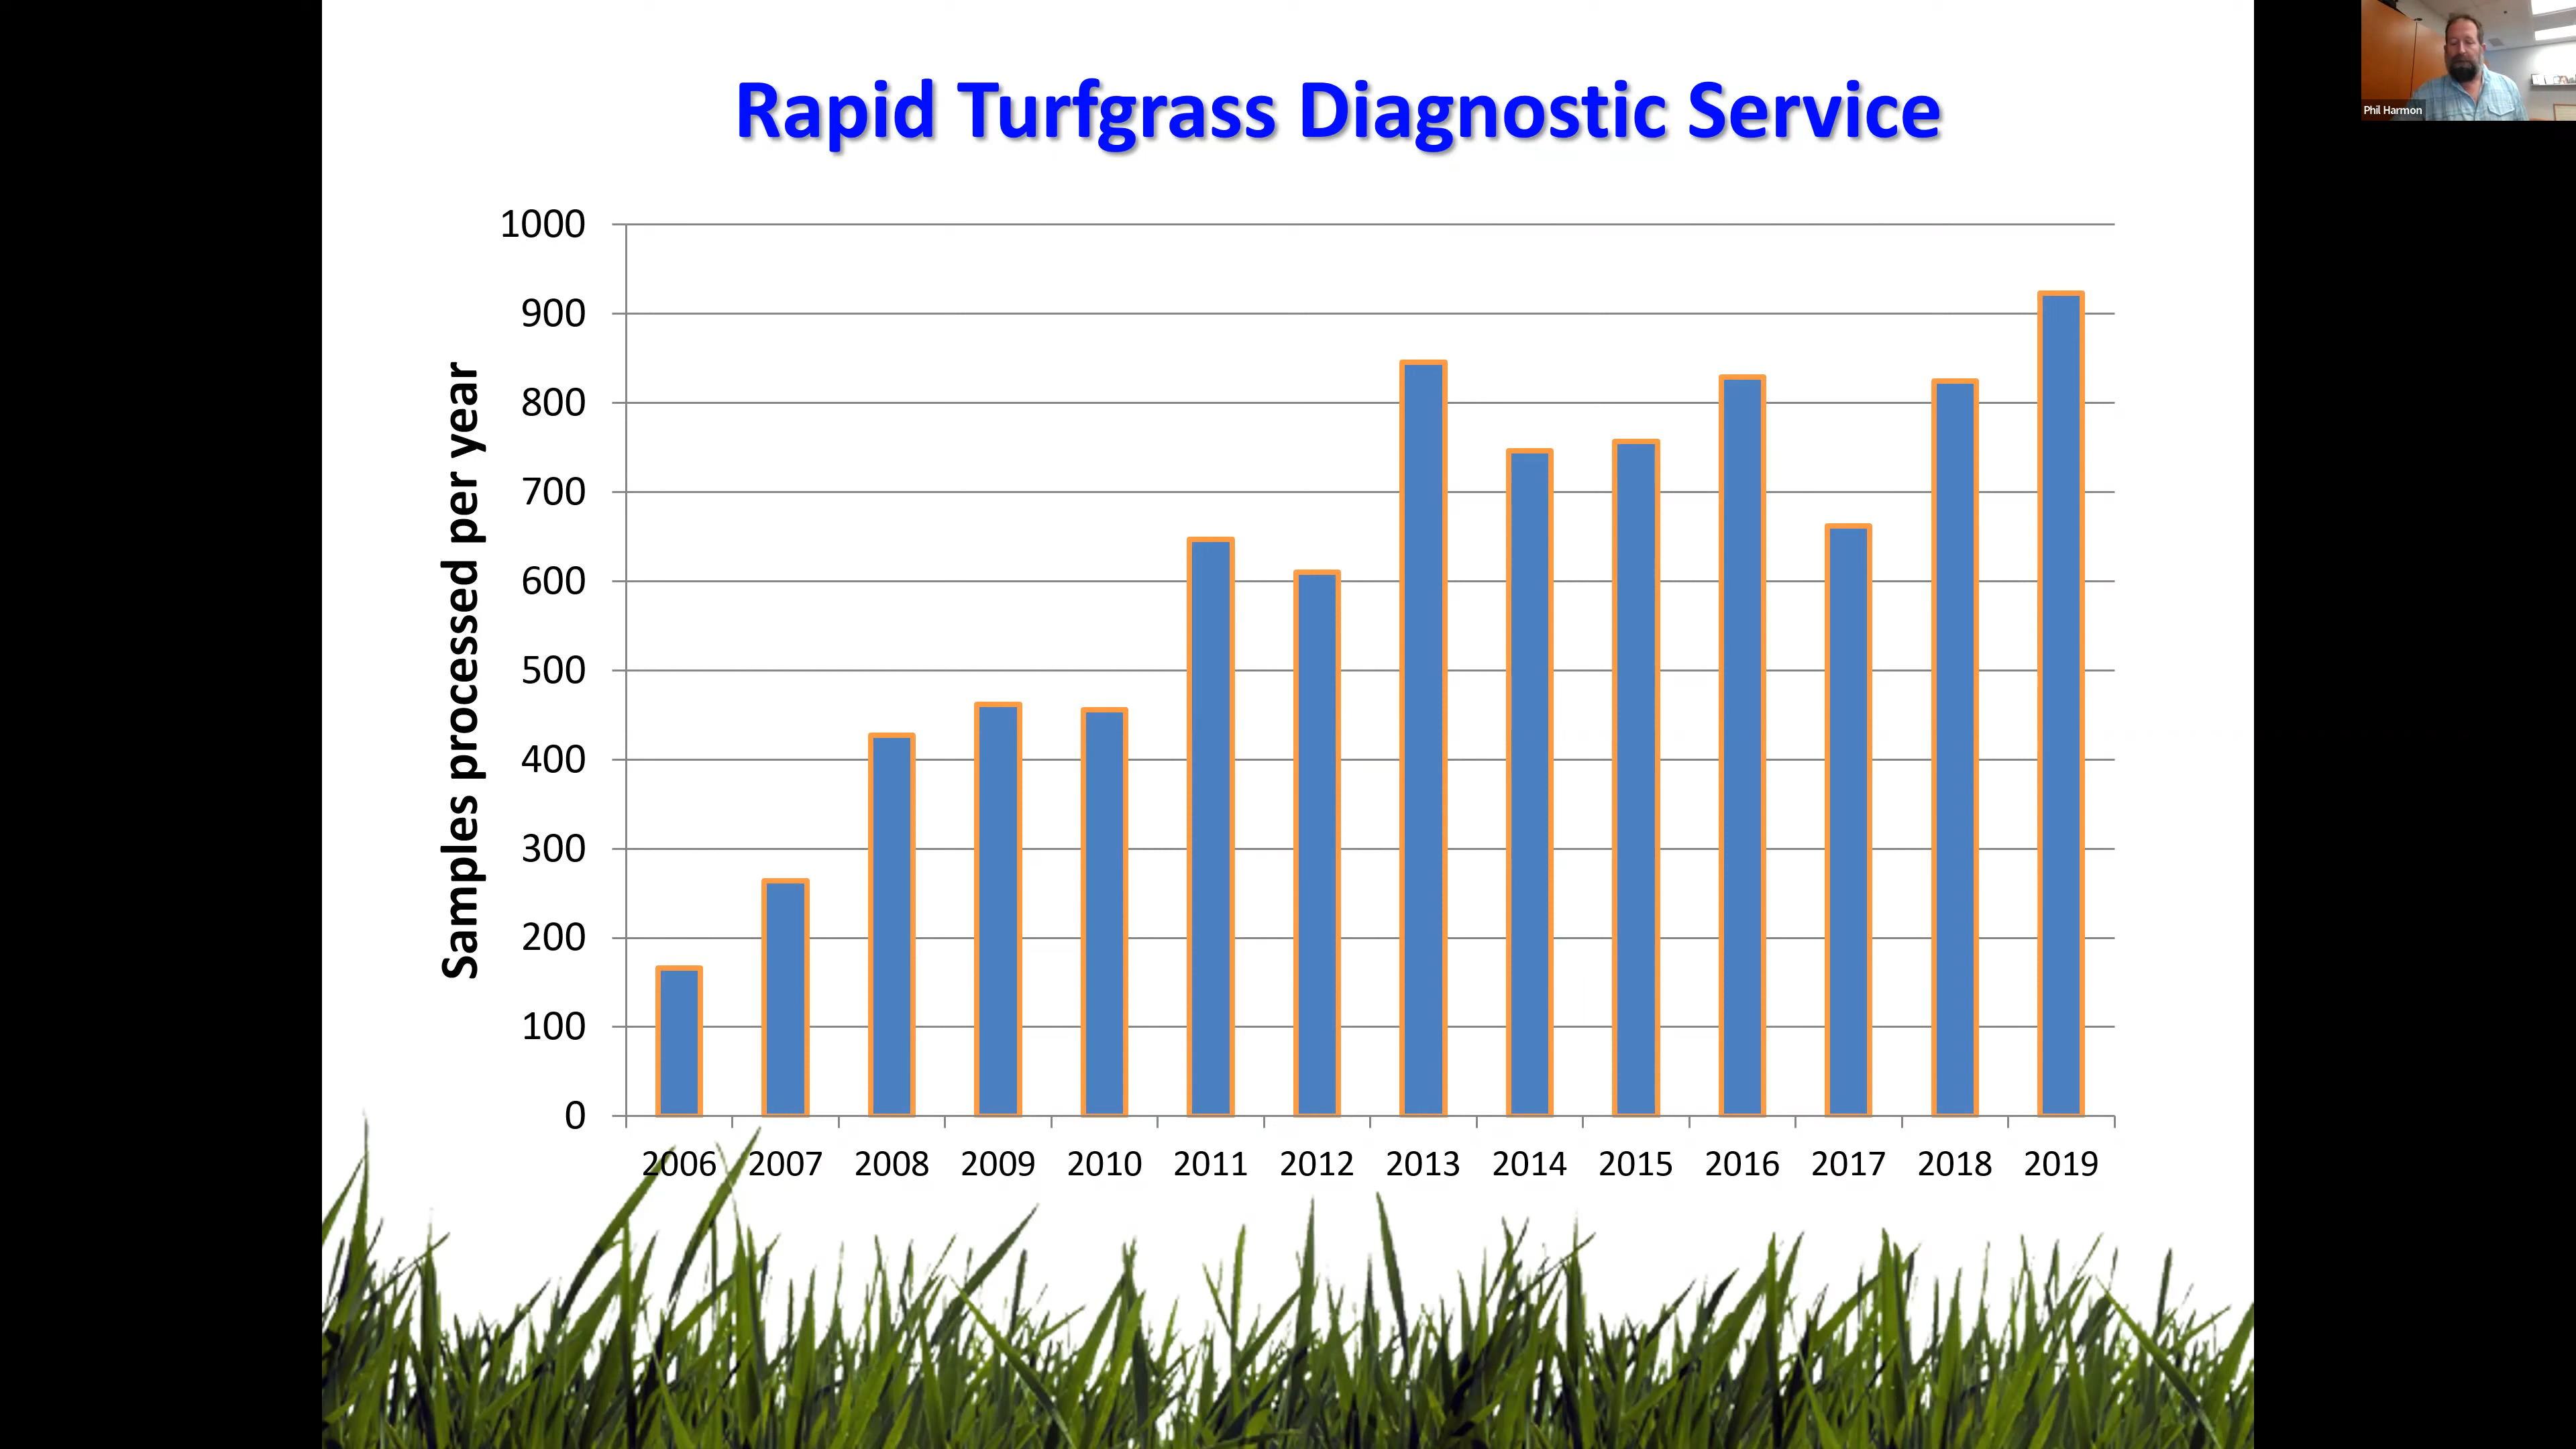 Rapid Turfgrass Diagnostic Service
Phil Harmon
Samples processed per year
1000
900
800
700
600
500
400
300
200
100
0
2006 2007 2008 2009 2010 2011 2012 2013 2014 2015 2016 2017 2018 2019